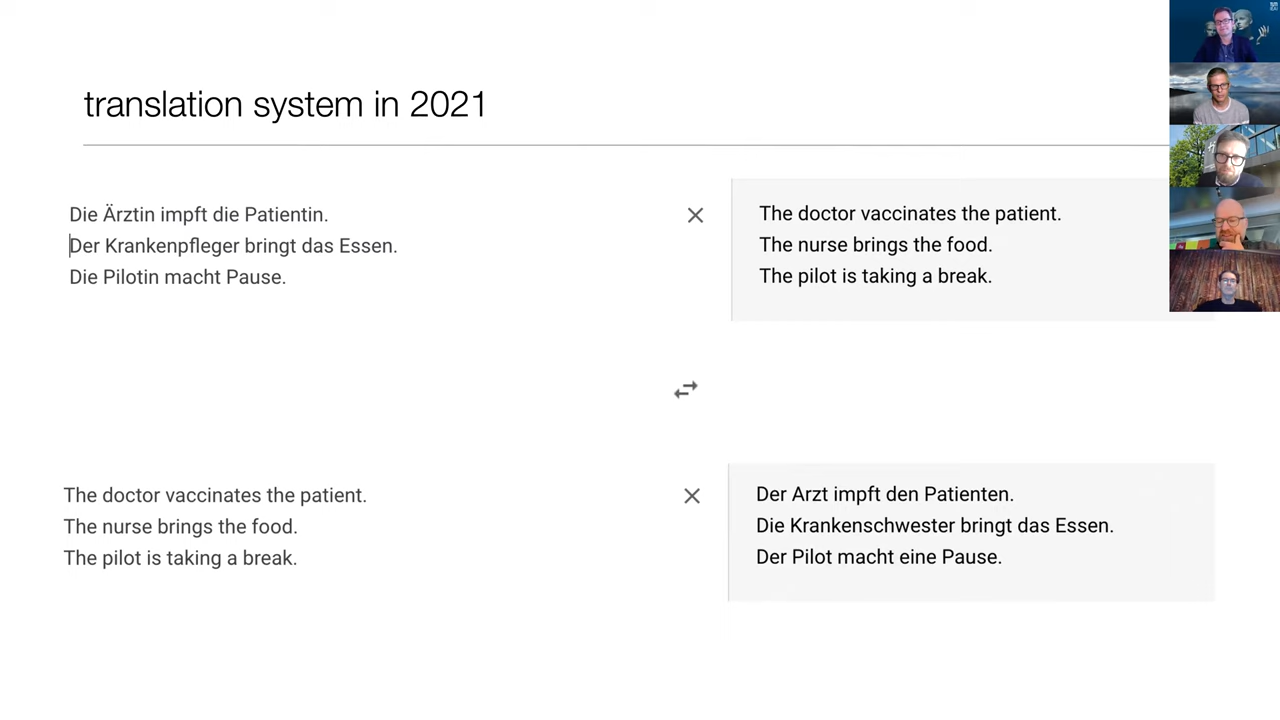 translation system in 2021
Die Ärztin impft die Patientin.
Der Krankenpfleger bringt das Essen.
Die Pilotin macht Pause.
The doctor vaccinates the patient.
The nurse brings the food.
The pilot is taking a break.
The doctor vaccinates the patient.
The nurse brings the food.
The pilot is taking a break.
Der Arzt impft den Patienten.
Die Krankenschwester bringt das Essen.
Der Pilot macht eine Pause.